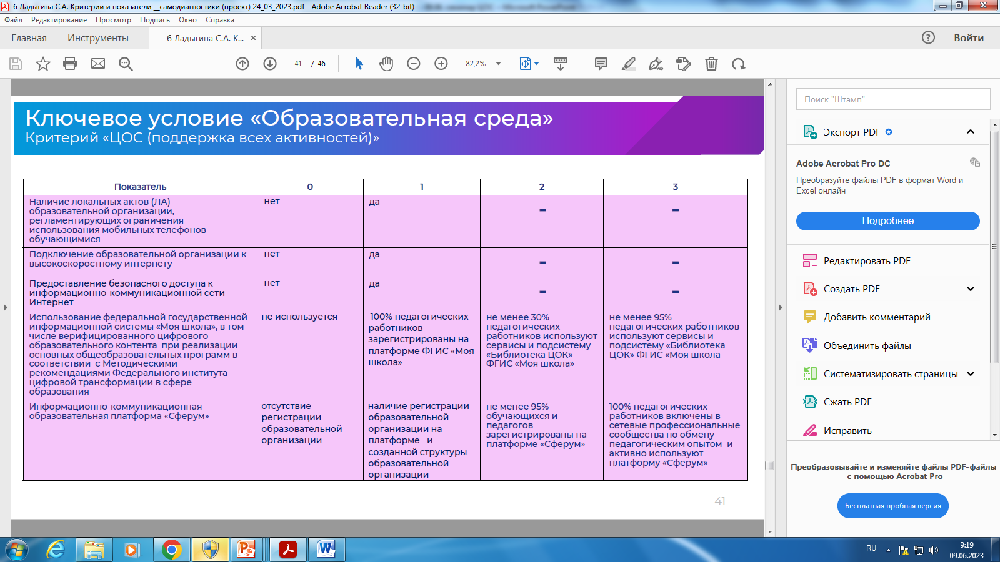 6 Ладыгина С.А. Критерии и показатели __самодиагностики (проект) 24_03_2023.pdf - Adobe Acrobat Reader (32-bit)
Файл Редактирование Просмотр Подпись Окно Справка
Главная Инструменты 6 Ладыгина С.А. К... × Войти
41 / 46 82,2%
Ключевое условие «Образовательная среда»
Критерий «ЦОС (поддержка всех активностей)»
Показатель 0 1 2 3
Наличие локальных актов (ЛА)
образовательной организации,
регламентирующих ограничения
использования мобильных телефонов
обучающимися
нет
да
-
-
Подключение образовательной организации к
высокоскоростному интернету
нет
да
-
-
Предоставление безопасного доступа к
информационно-коммуникационной сети
Интернет
нет
да
-
-
Использование федеральной государственной
информационной системы «Моя школа», в том
числе верифицированного цифрового
образовательного контента при реализации
основных общеобразовательных программ в
соответствии с Методическими
рекомендациями Федерального института
цифровой трансформации в сфере
образования
не используется
100% педагогических
работников
зарегистрированы на
платформе ФГИС «Моя
школа»
не менее 30%
педагогических
работников используют
сервисы и подсистему
«Библиотека ЦОК»
ФГИС «Моя школа»
не менее 95%
педагогических работников
используют сервисы и
подсистему «Библиотека
ЦОК» ФГИС «Моя школа
Информационно-коммуникационная
образовательная платформа «Сферум»
отсутствие
регистрации
образовательной
организации
наличие регистрации
образовательной
организации на
платформе и
созданной структуры
образовательной
организации
не менее 95%
обучающихся и
педагогов
зарегистрированы на
платформе «Сферум»
100% педагогических
работников включены в
сетевые профессиональные
сообщества по обмену
педагогическим опытом и
активно используют
платформу «Сферум»
41
Поиск "Штамп"
Экспорт PDF
Adobe Acrobat Pro DC
Преобразуйте файлы PDF в формат Word и
Excel онлайн
Подробнее
Редактировать PDF
Создать PDF
Добавить комментарий
Объединить файлы
Систематизировать страницы
Сжать PDF
Исправить
Преобразовывайте и изменяйте файлы PDF-файлы
с помощью Acrobat Pro
Бесплатная пробная версия
RU
9:19
09.06.2023